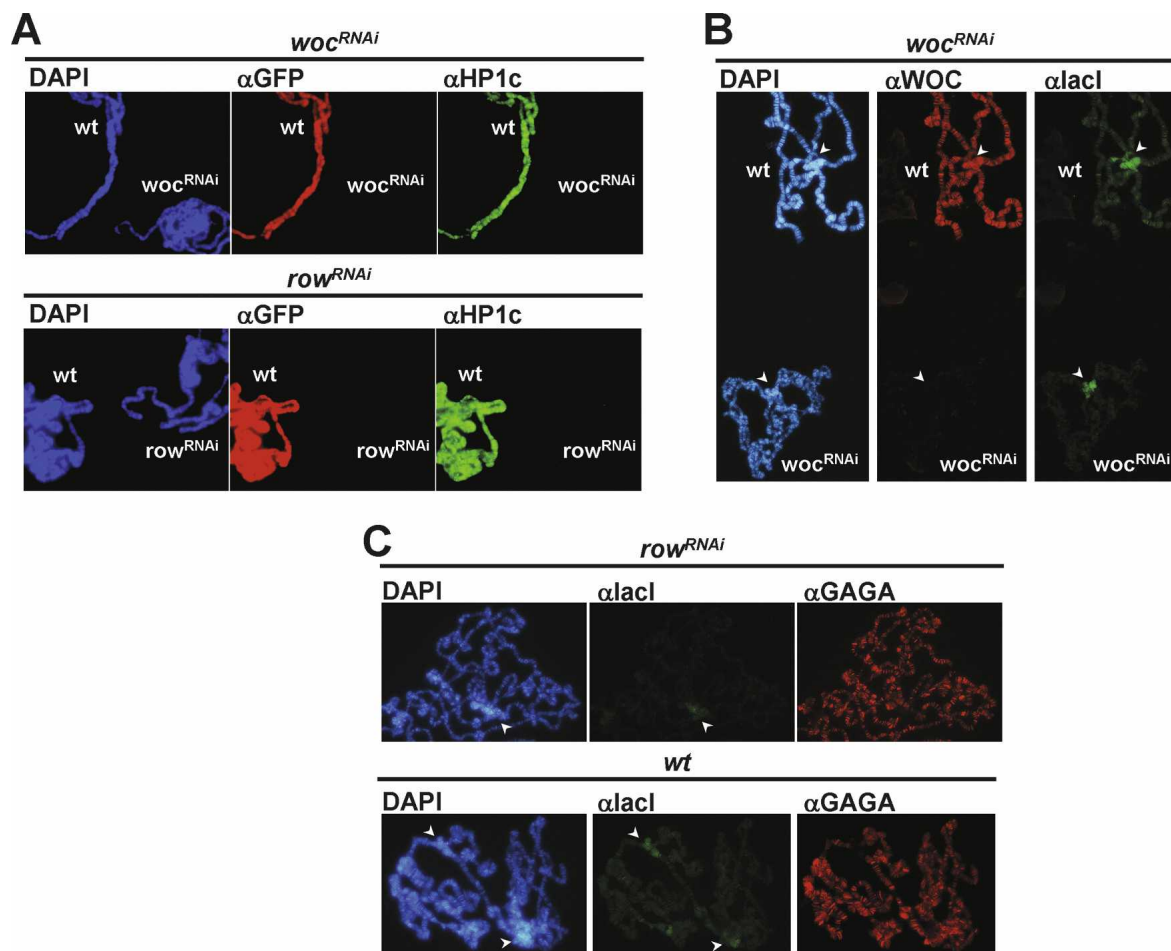 A
woc^RNAi
DAPI αGFP αHP1c
wt wt wt
woc^RNAi woc^RNAi woc^RNAi
row^RNAi
DAPI αGFP αHP1c
wt wt wt
row^RNAi row^RNAi row^RNAi
B
woc^RNAi
DAPI αWOC αlacI
wt wt wt
woc^RNAi woc^RNAi woc^RNAi
C
row^RNAi
DAPI αlacI αGAGA
wt
DAPI αlacI αGAGA